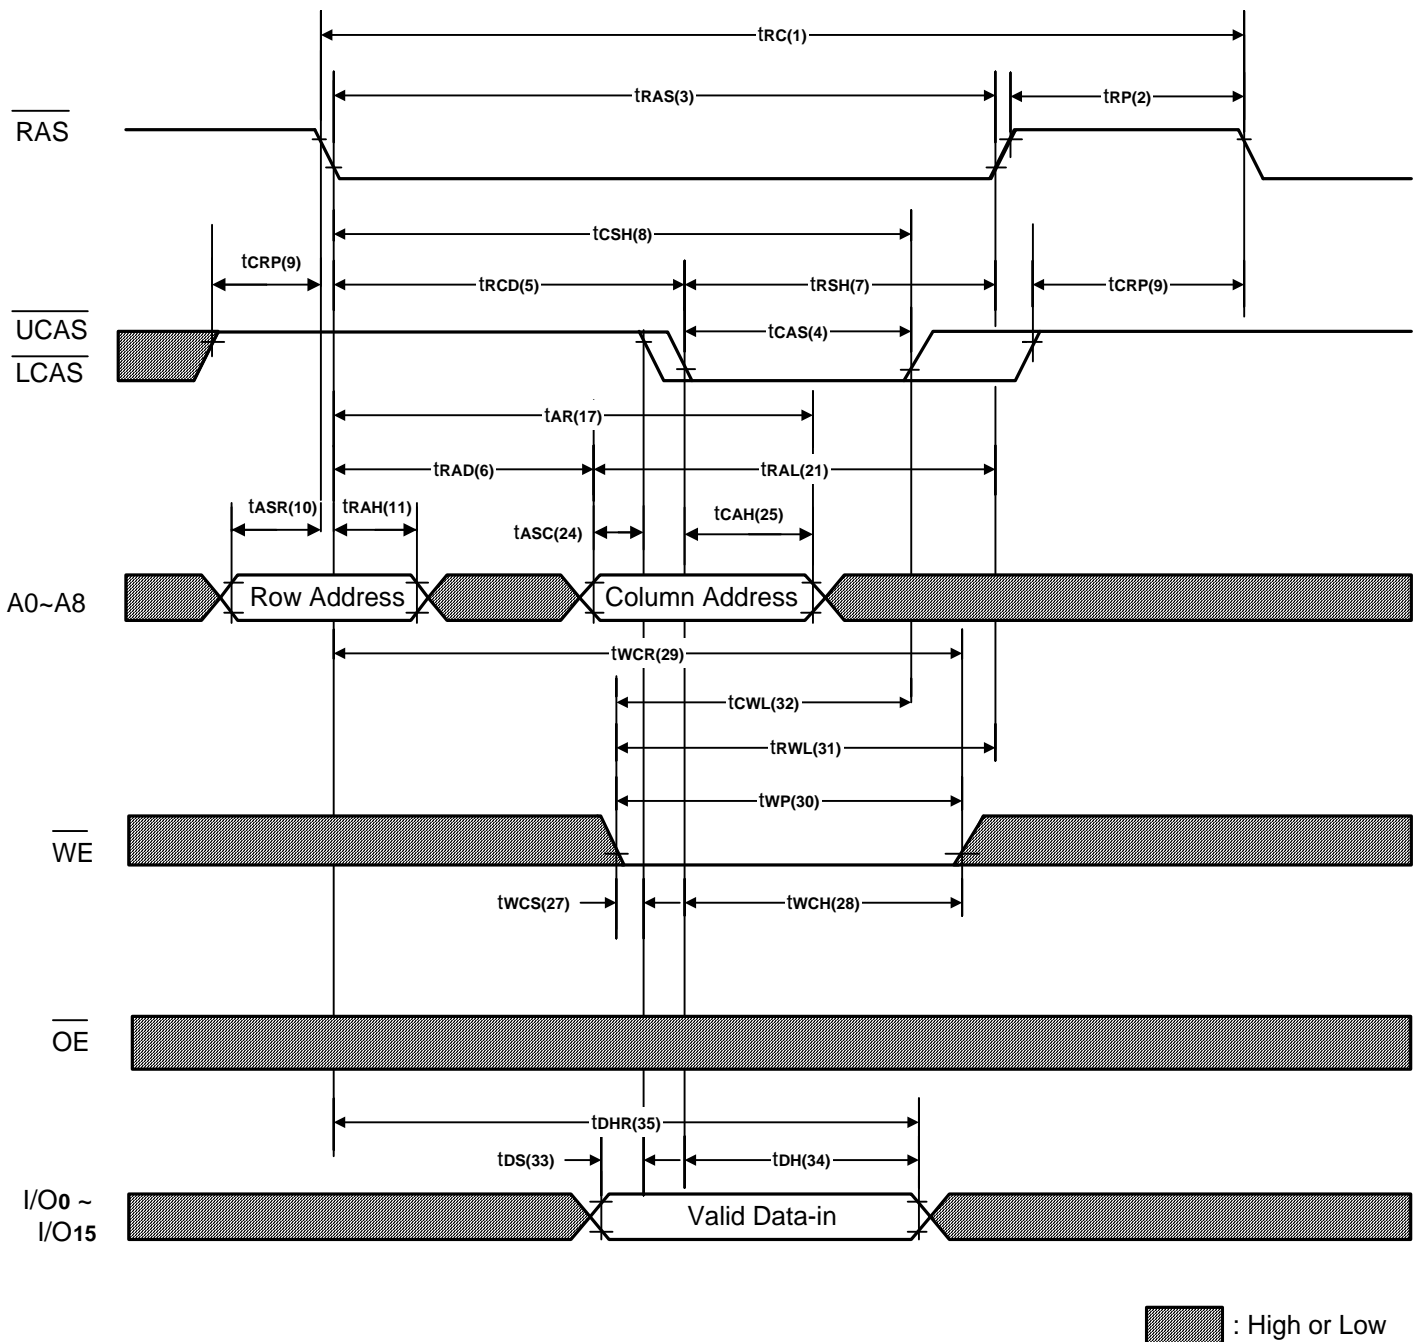 tRC(1)
tRAS(3)
tRP(2)
RAS
tCSH(8)
tCRP(9)
tRCD(5)
tRSH(7)
tCRP(9)
UCAS
tCAS(4)
LCAS
tAR(17)
tRAD(6)
tRAL(21)
tASR(10)
tRAH(11)
tASC(24)
tCAH(25)
A0~A8
Row Address
Column Address
tWCR(29)
tCWL(32)
tRWL(31)
tWP(30)
WE
tWCS(27)
tWCH(28)
OE
tDHR(35)
tDS(33)
tDH(34)
I/O0 ~
I/O15
Valid Data-in
: High or Low